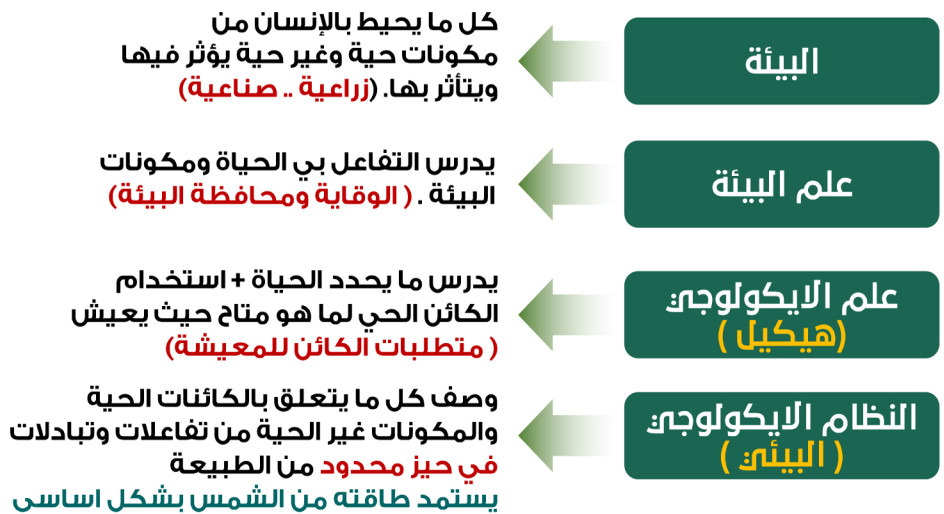 البيئة
كل ما يحيط بالإنسان من
مكونات حية وغير حية يؤثر فيها
ويتأثر بها. (زراعية .. صناعية)
علم البيئة
يدرس التفاعل بي الحياة ومكونات
البيئة . ( الوقاية ومحافظة البيئة)
علم الايكولوجي
(هيكيل )
يدرس ما يحدد الحياة + استخدام
الكائن الحي لما هو متاح حيث يعيش
( متطلبات الكائن للمعيشة)
النظام الايكولوجي
( البيئي )
وصف كل ما يتعلق بالكائنات الحية
والمكونات غير الحية من تفاعلات وتبادلات
في حيز محدود من الطبيعة
يستمد طاقته من الشمس بشكل اساسى